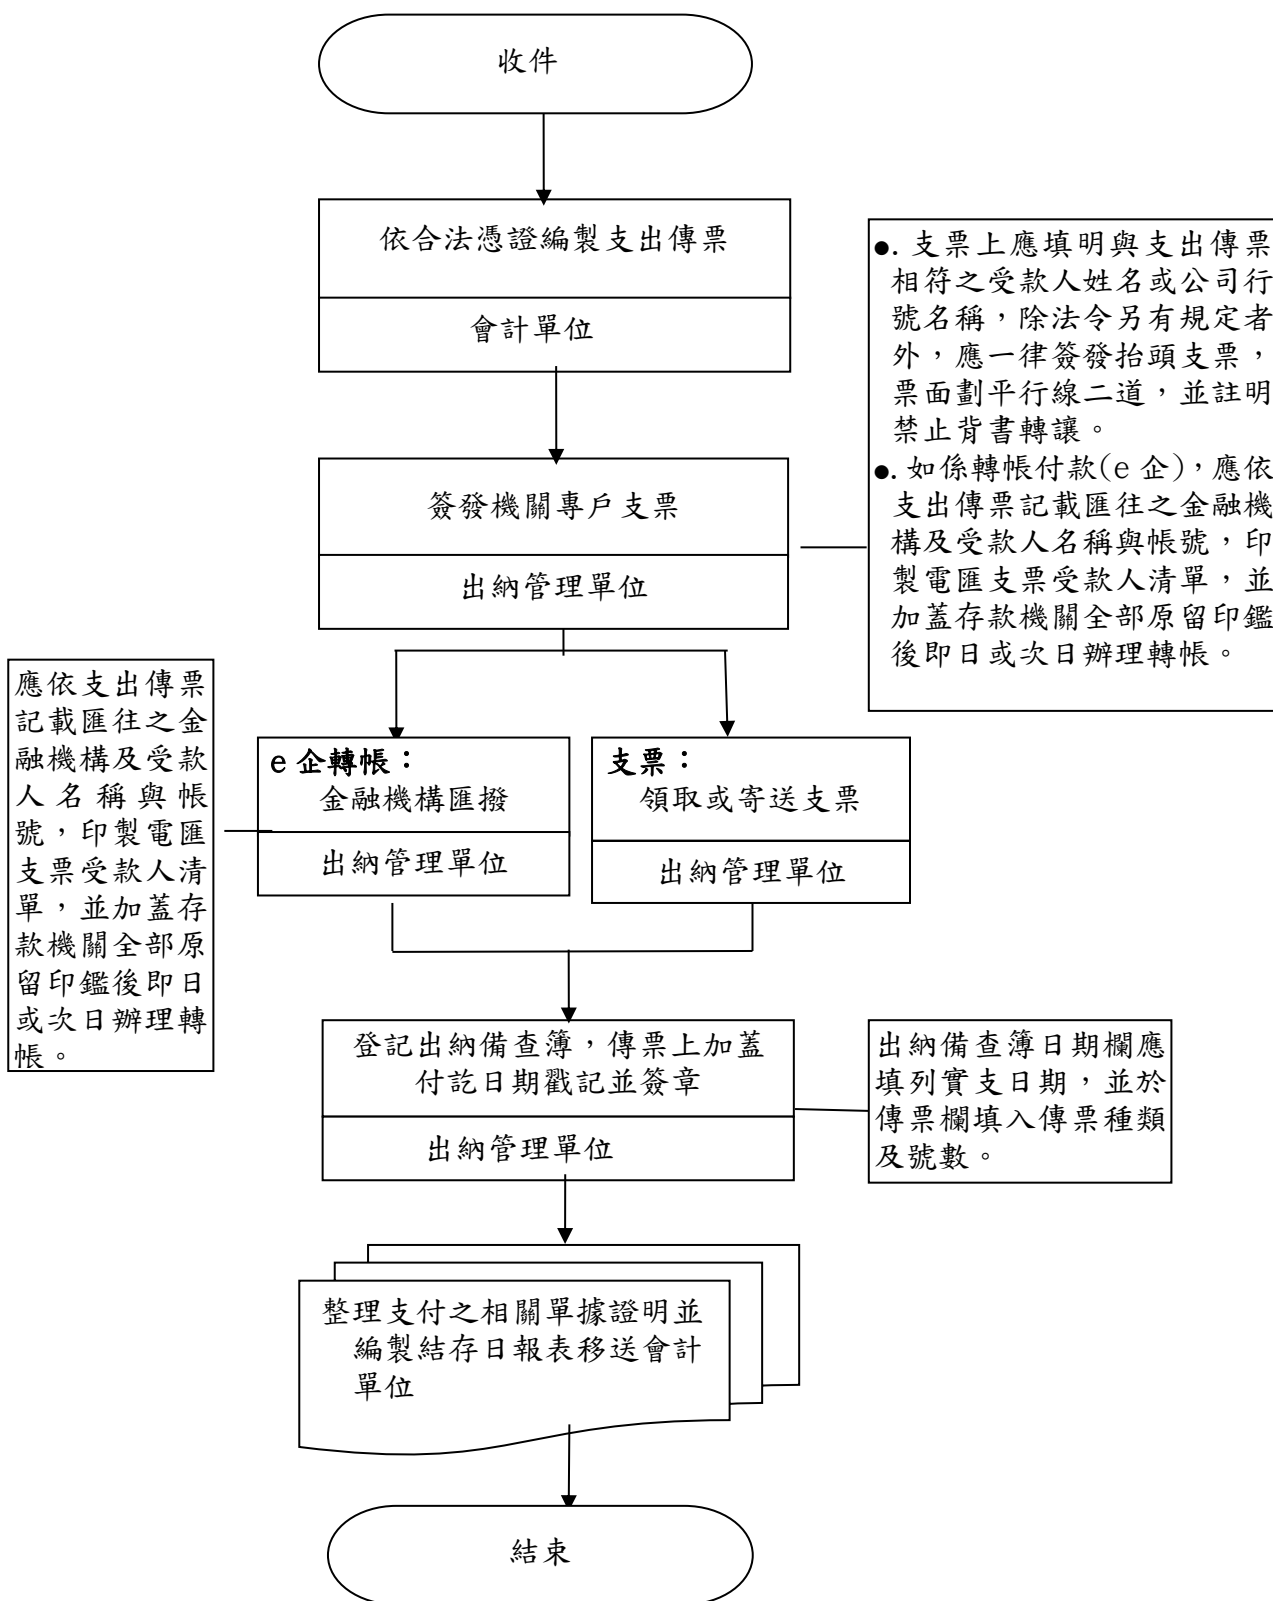 收件
依合法憑證編製支出傳票
會計單位
●. 支票上應填明與支出傳票
相符之受款人姓名或公司行
號名稱，除法令另有規定者
外，應一律簽發抬頭支票，
票面劃平行線二道，並註明
禁止背書轉讓。
●. 如係轉帳付款(e 企)，應依
支出傳票記載匯往之金融機
構及受款人名稱與帳號，印
製電匯支票受款人清單，並
加蓋存款機關全部原留印鑑
後即日或次日辦理轉帳。
簽發機關專戶支票
出納管理單位
應依支出傳票
記載匯往之金
融機構及受款
人名稱與帳
號，印製電匯
支票受款人清
單，並加蓋存
款機關全部原
留印鑑後即日
或次日辦理轉
帳。
e 企轉帳：
金融機構匯撥
出納管理單位
支票：
領取或寄送支票
出納管理單位
登記出納備查簿，傳票上加蓋
付訖日期戳記並簽章
出納管理單位
出納備查簿日期欄應
填列實支日期，並於
傳票欄填入傳票種類
及號數。
整理支付之相關單據證明並
編製結存日報表移送會計
單位
結束